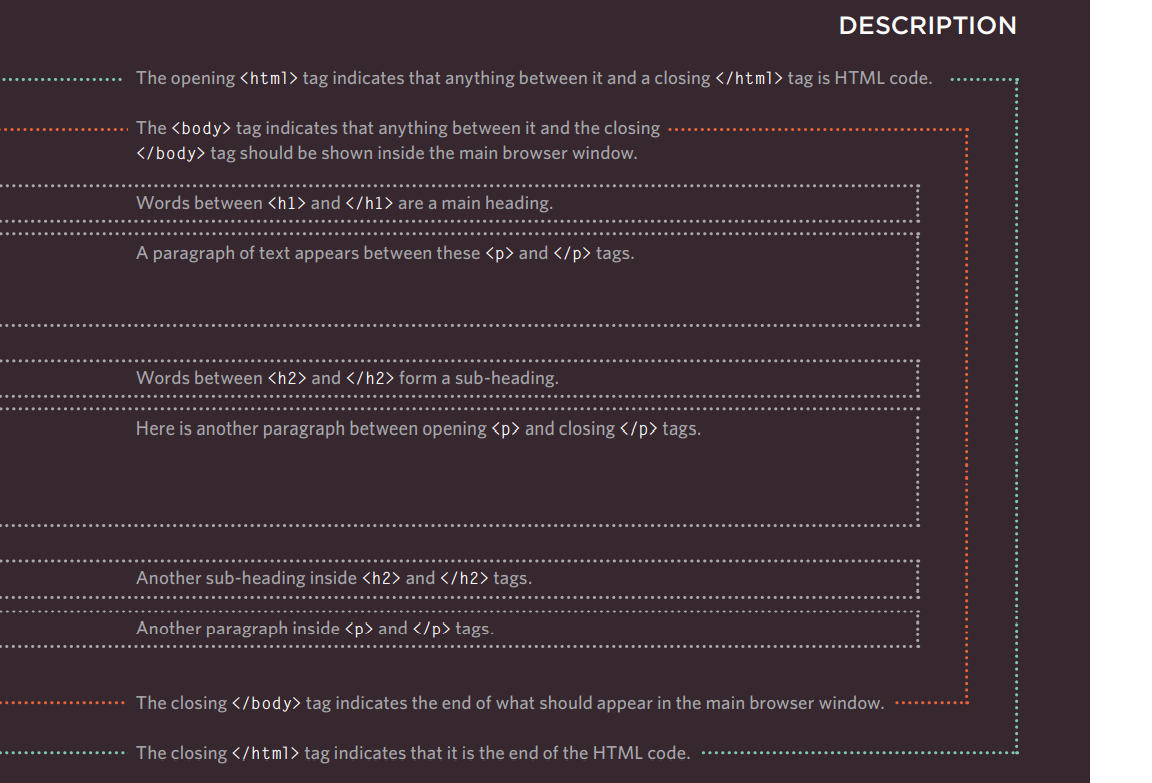 DESCRIPTION
The opening <html> tag indicates that anything between it and a closing </html> tag is HTML code.
The <body> tag indicates that anything between it and the closing
</body> tag should be shown inside the main browser window.
Words between <h1> and </h1> are a main heading.
A paragraph of text appears between these <p> and </p> tags.
Words between <h2> and </h2> form a sub-heading.
Here is another paragraph between opening <p> and closing </p> tags.
Another sub-heading inside <h2> and </h2> tags.
Another paragraph inside <p> and </p> tags.
The closing </body> tag indicates the end of what should appear in the main browser window.
The closing </html> tag indicates that it is the end of the HTML code.